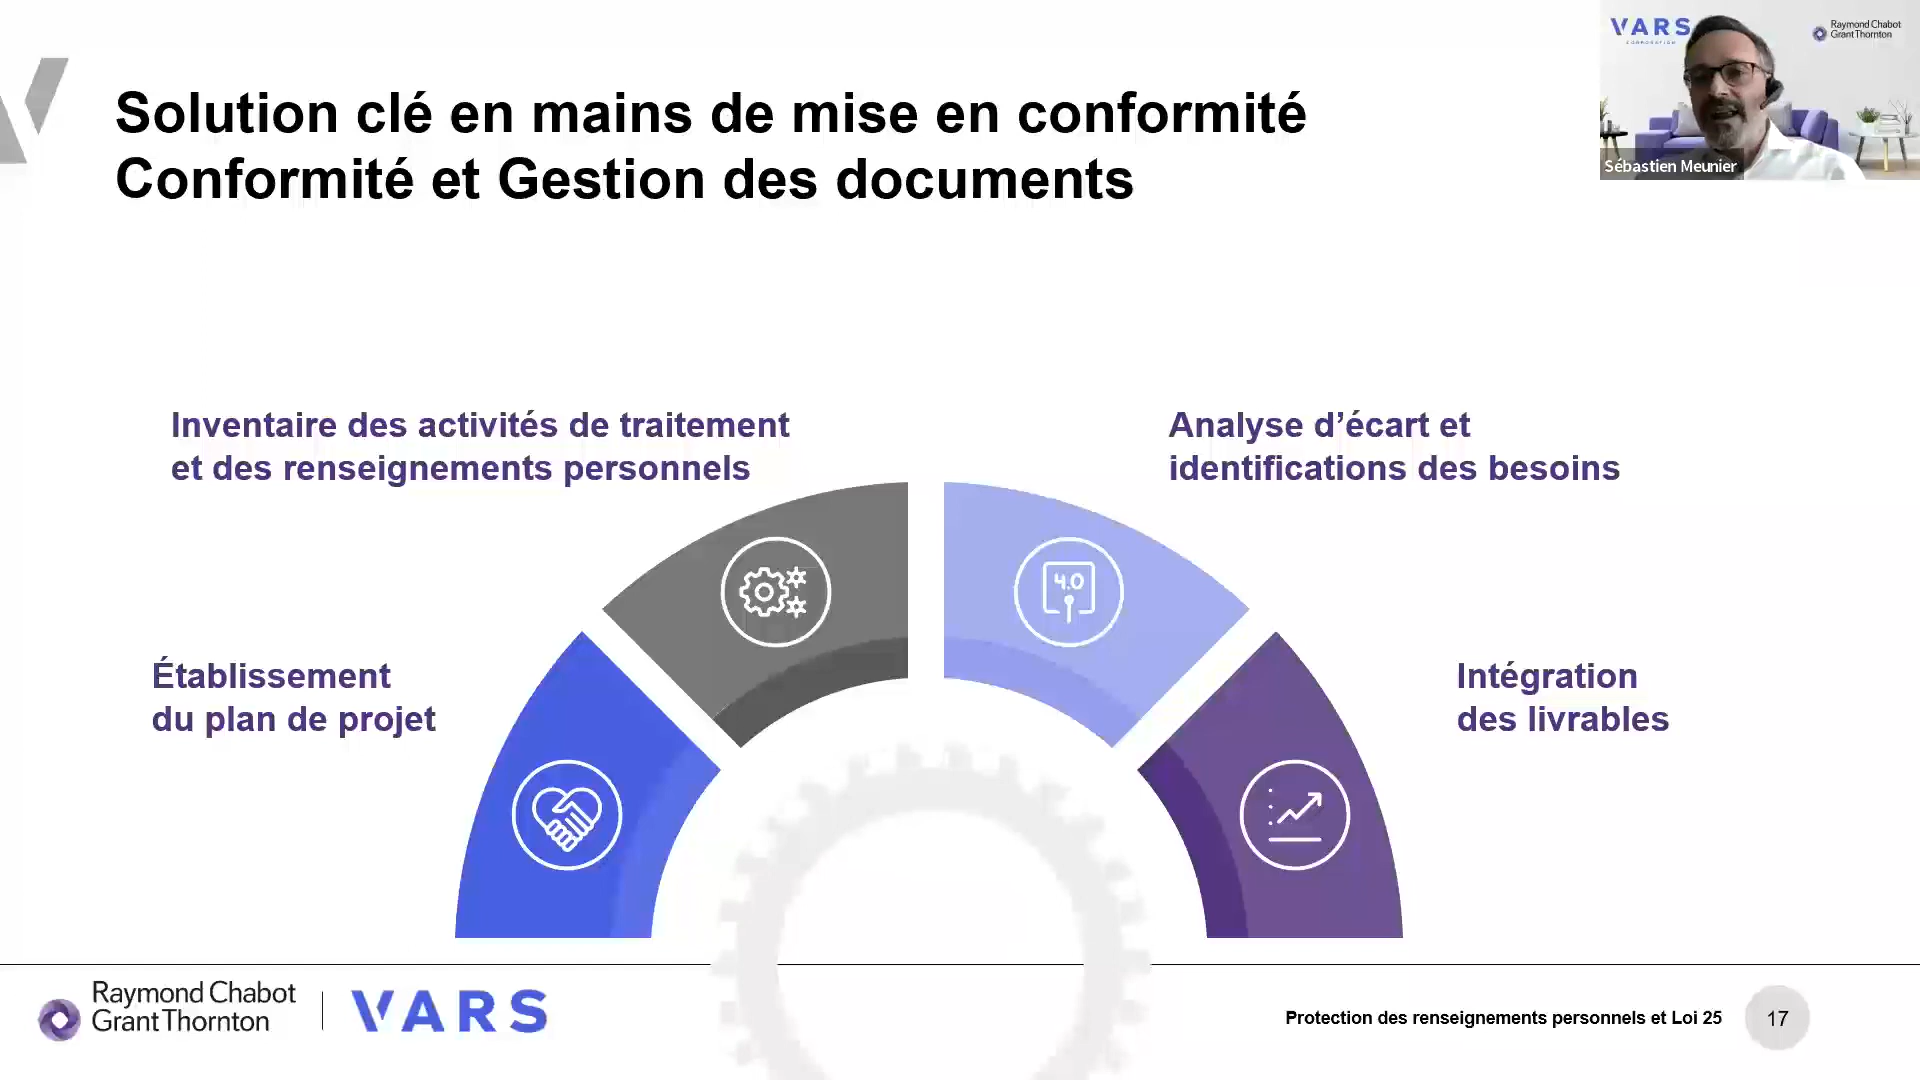 Solution clé en mains de mise en conformité
Conformité et Gestion des documents
VARS
CORPORATION
Raymond Chabot
Grant Thornton
Sébastien Meunier
Inventaire des activités de traitement
et des renseignements personnels
Analyse d’écart et
identifications des besoins
Établissement
du plan de projet
Intégration
des livrables
4.0
Raymond Chabot
Grant Thornton
VARS
Protection des renseignements personnels et Loi 25
17